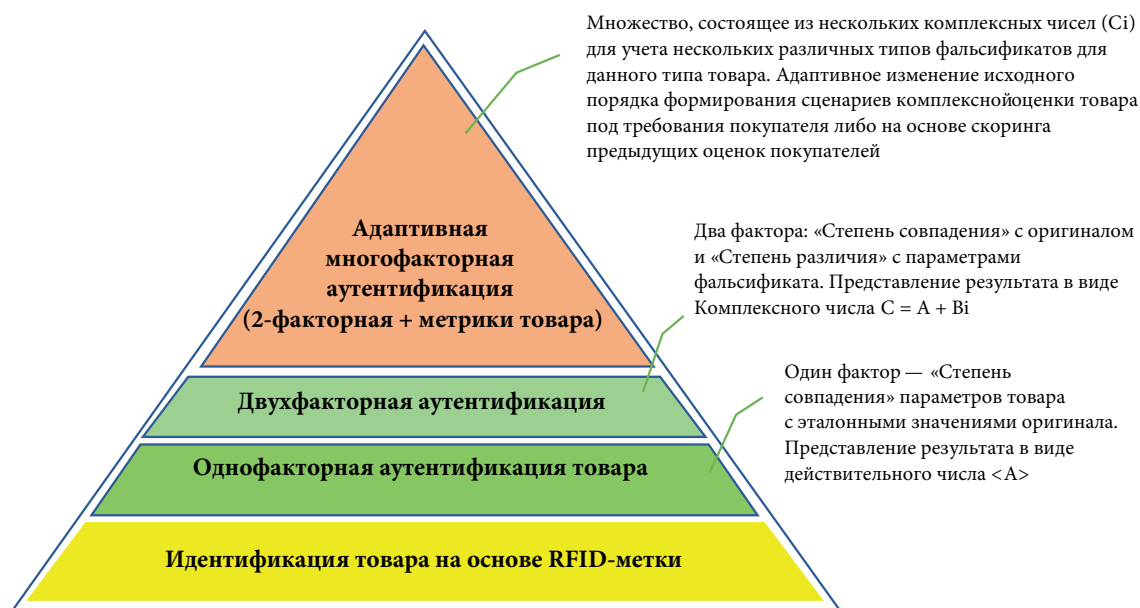 Множество, состоящее из нескольких комплексных чисел (Ci)
для учета нескольких различных типов фальсификатов для
данного типа товара. Адаптивное изменение исходного
порядка формирования сценариев комплекснойоценки товара
под требования покупателя либо на основе скоринга
предыдущих оценок покупателей
Адаптивная
многофакторная
аутентификация
(2-факторная + метрики товара)
Два фактора: «Степень совпадения» с оригиналом
и «Степень различия» с параметрами
фальсификата. Представление результата в виде
Комплексного числа C = A + Bi
Двухфакторная аутентификация
Один фактор — «Степень
совпадения» параметров товара
с эталонными значениями оригинала.
Представление результата в виде
действительного числа <A>
Однофакторная аутентификация товара
Идентификация товара на основе RFID-метки